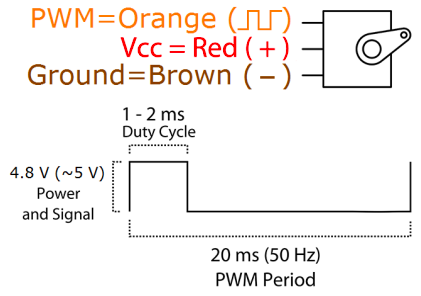 PWM=Orange (⎍⎍)
Vcc = Red (+)
Ground=Brown (−)
1 - 2 ms
Duty Cycle
4.8 V (~5 V)
Power
and Signal
20 ms (50 Hz)
PWM Period